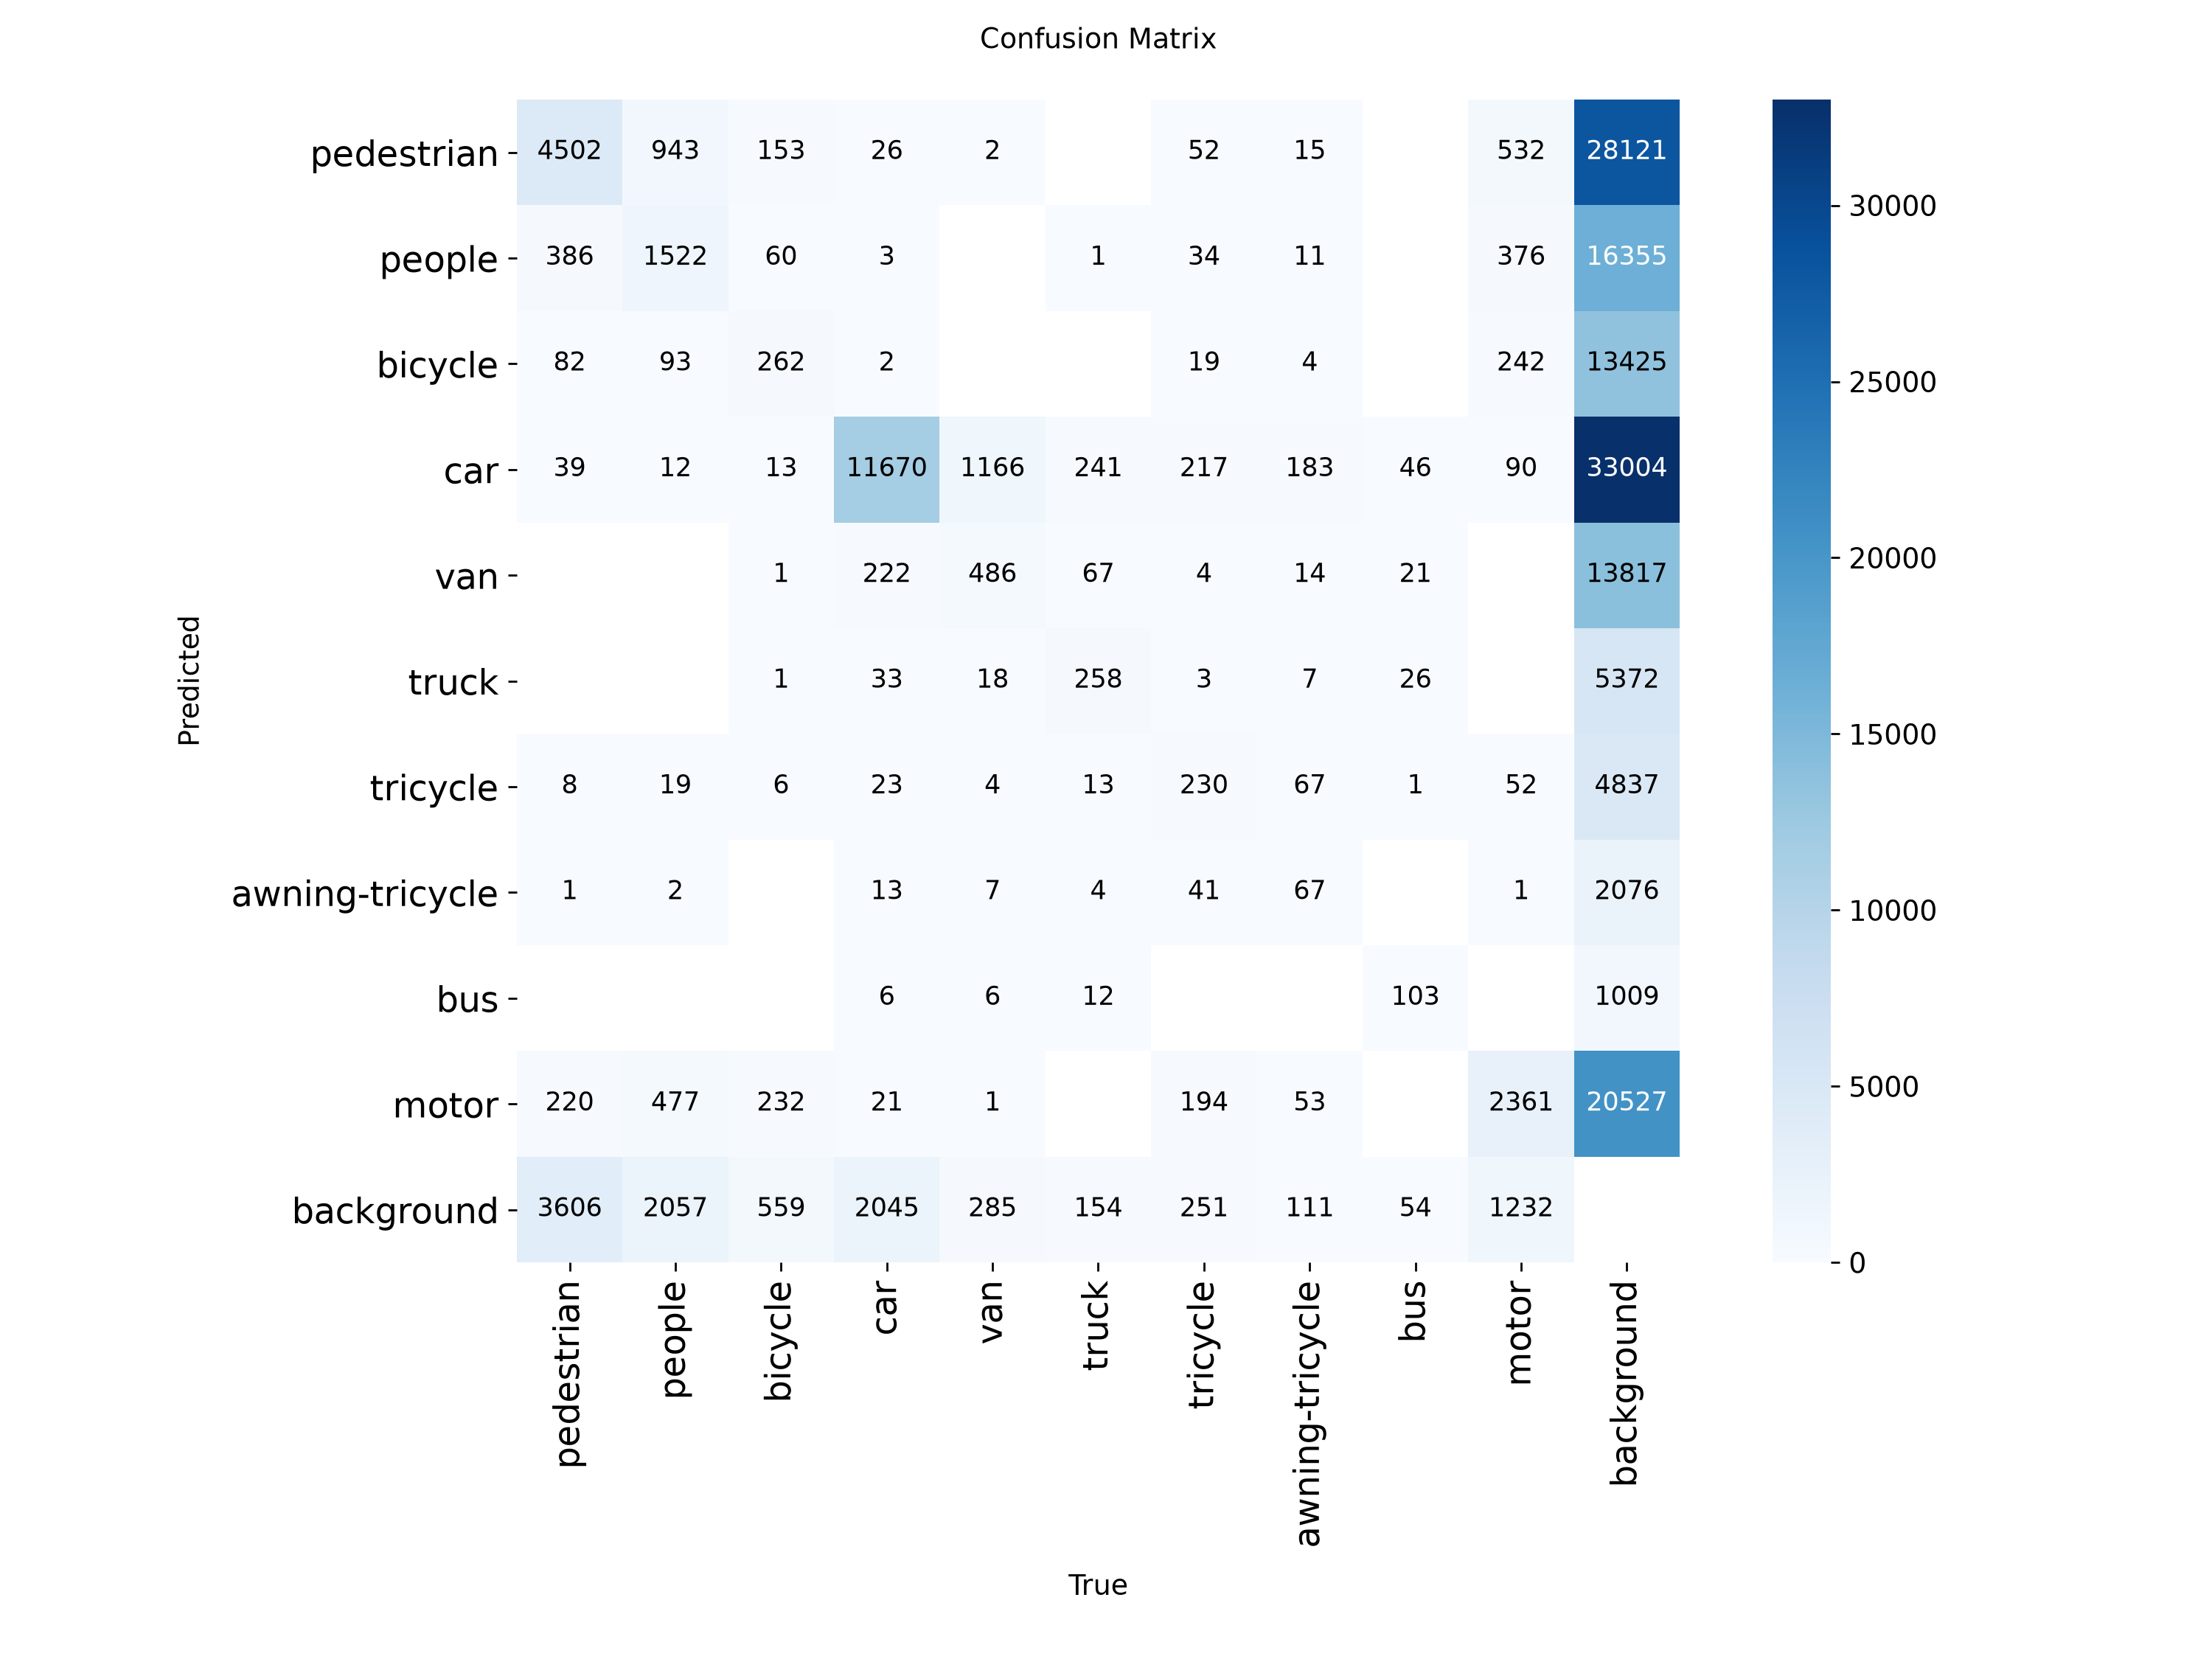 Confusion Matrix
pedestrian 4502 943 153 26 2 52 15 532 28121
people 386 1522 60 3 1 34 11 376 16355
bicycle 82 93 262 2 19 4 242 13425
car 39 12 13 11670 1166 241 217 183 46 90 33004
van 1 222 486 67 4 14 21 13817
truck 1 33 18 258 3 7 26 5372
tricycle 8 19 6 23 4 13 230 67 1 52 4837
awning-tricycle 1 2 13 7 4 41 67 1 2076
bus 6 6 12 103 1009
motor 220 477 232 21 1 194 53 2361 20527
background 3606 2057 559 2045 285 154 251 111 54 1232
pedestrian people bicycle car van truck tricycle awning-tricycle bus motor background
Predicted
True
30000
25000
20000
15000
10000
5000
0